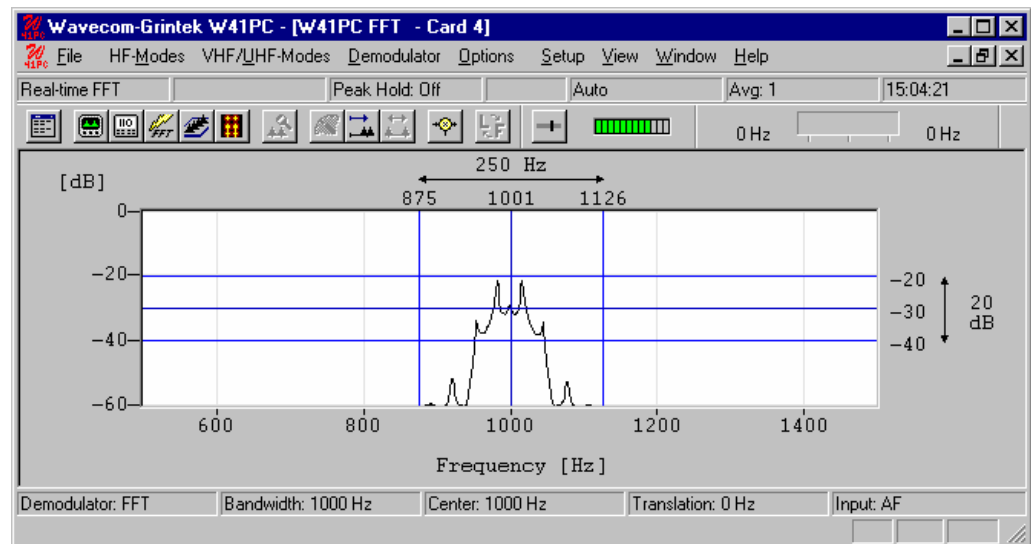 Wavecom-Grintek W41PC - [W41PC FFT - Card 4]
File HF-Modes VHF/UHF-Modes Demodulator Options Setup View Window Help
Real-time FFT Peak Hold: Off Auto Avg: 1 15:04:21
FFT 0 Hz 0 Hz
250 Hz
[dB]
875 1001 1126
0
-20 -20
-30 20
dB
-40 -40
-60
600 800 1000 1200 1400
Frequency [Hz]
Demodulator: FFT Bandwidth: 1000 Hz Center: 1000 Hz Translation: 0 Hz Input: AF